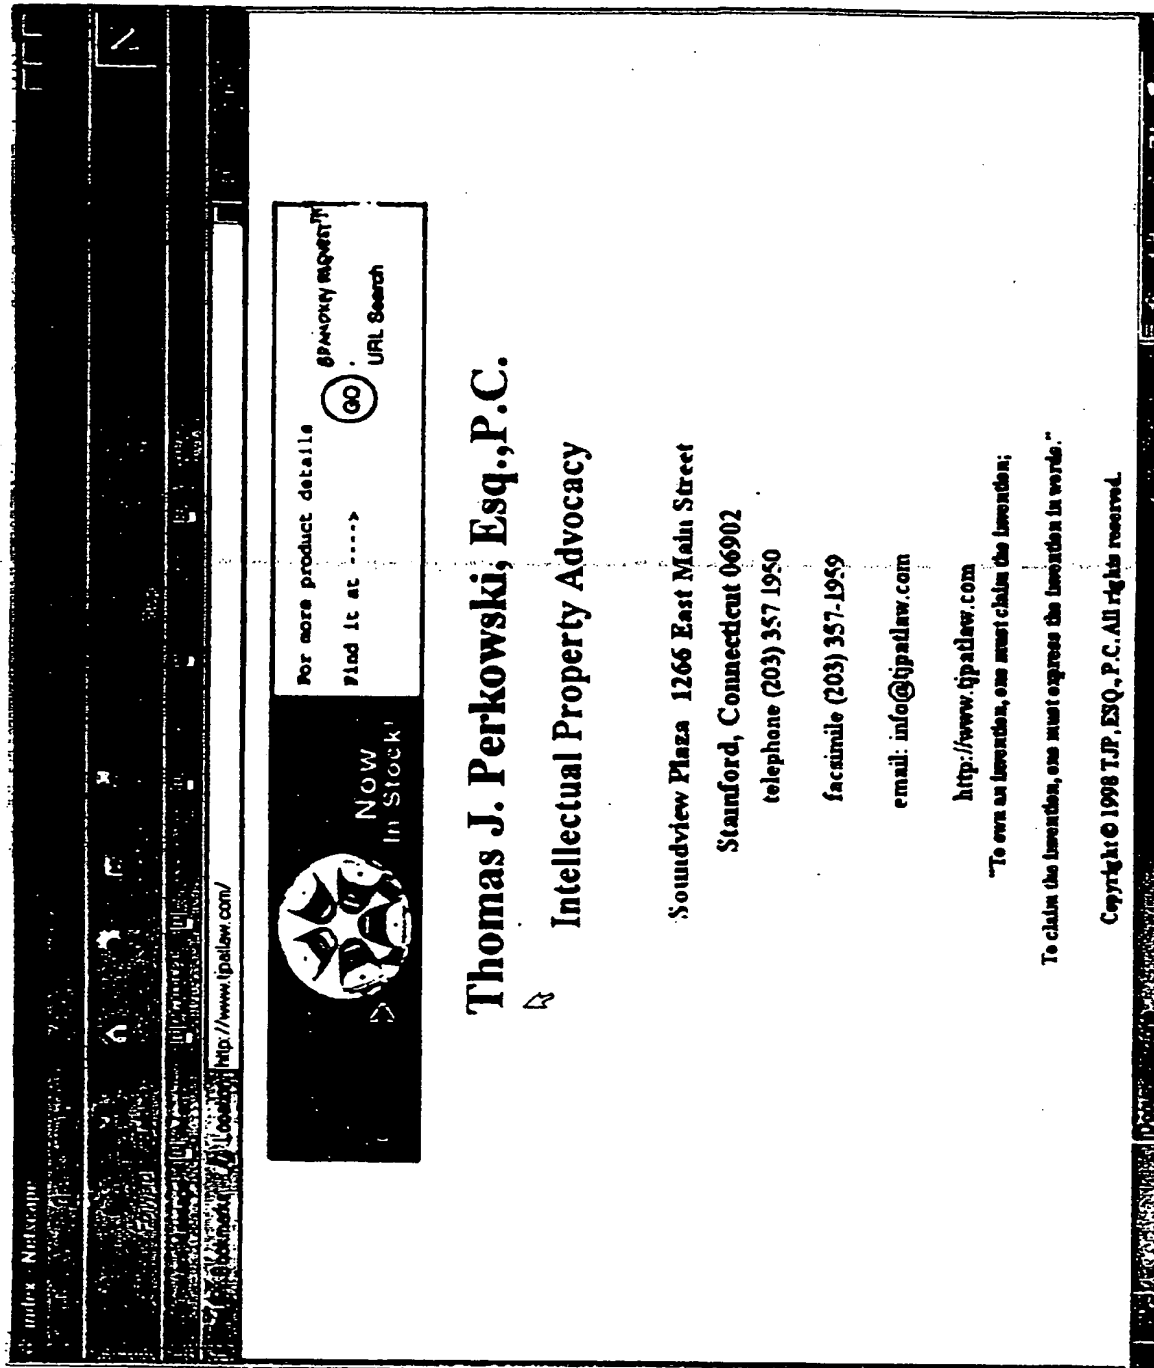 index - Netscape
http://www.tjpatlaw.com/
Now
In Stock!
For more product details
Find it at ---->
GO
BRANDKEY REQUEST™
URL Search
Thomas J. Perkowski, Esq.,P.C.
Intellectual Property Advocacy
Soundview Plaza 1266 East Main Street
Stamford, Connecticut 06902
telephone (203) 357 1950
facsimile (203) 357-1959
email: info@tjpatlaw.com
http://www.tjpatlaw.com
"To own an invention, one must claim the invention;
To claim the invention, one must express the invention in words."
Copyright © 1998 TJP, ESQ., P.C. All rights reserved.